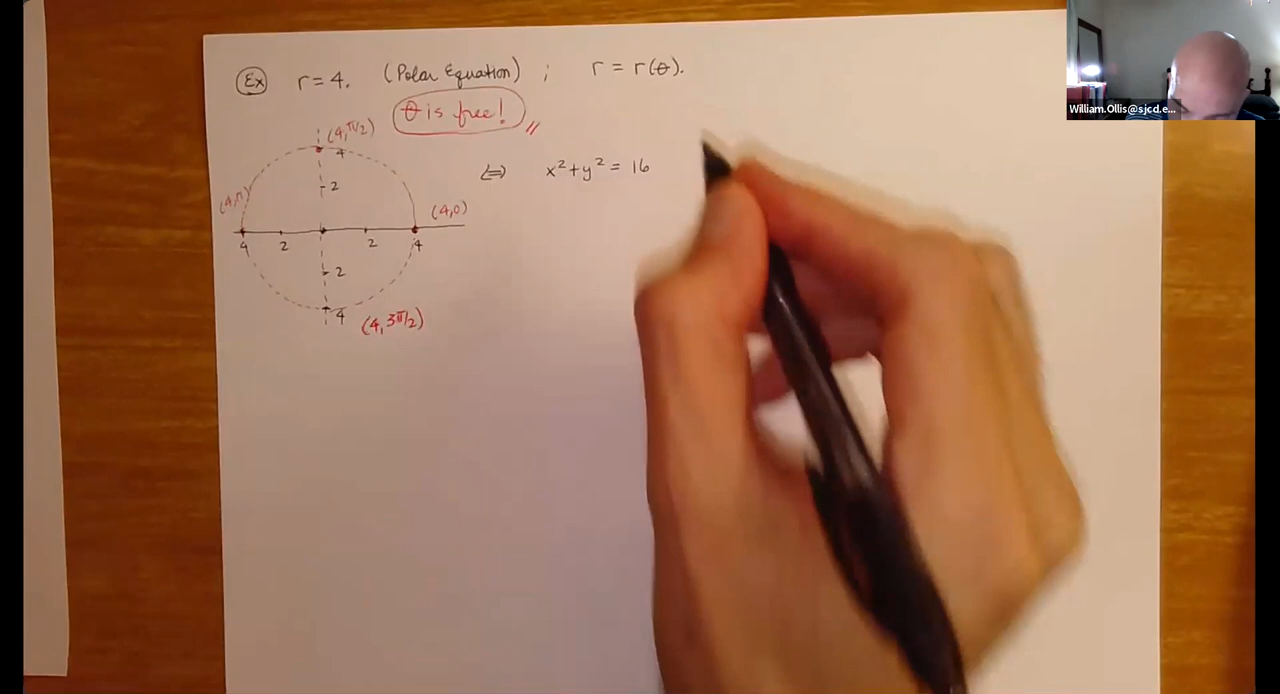 Ex r = 4. (Polar Equation) ; r = r(θ).
θ is free!
(4, π/2)
4
⇔ x² + y² = 16
2
(4, π)
(4, 0)
4 2 2 4
2
4
(4, 3π/2)
William.Ollis@sjcd.e...